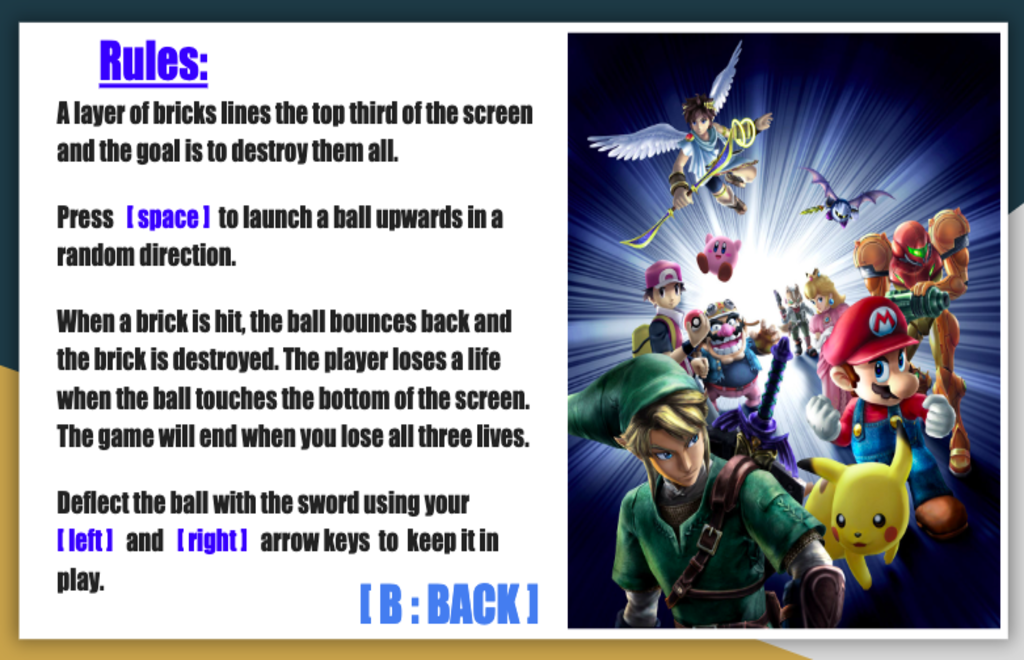 Rules:
A layer of bricks lines the top third of the screen
and the goal is to destroy them all.
Press [space] to launch a ball upwards in a
random direction.
When a brick is hit, the ball bounces back and
the brick is destroyed. The player loses a life
when the ball touches the bottom of the screen.
The game will end when you lose all three lives.
Deflect the ball with the sword using your
[left] and [right] arrow keys to keep it in
play.
[ B : BACK ]
M